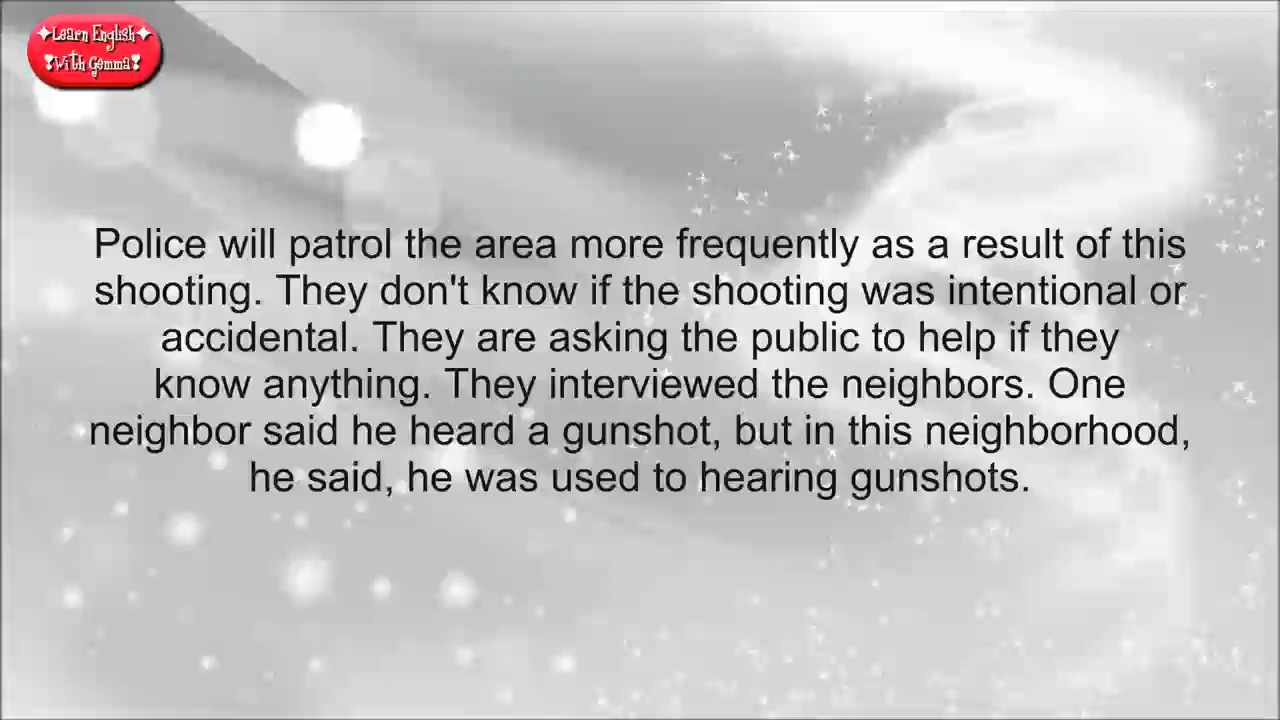 ✦Learn English✦
❣With Gemma❣
Police will patrol the area more frequently as a result of this
shooting. They don't know if the shooting was intentional or
accidental. They are asking the public to help if they
know anything. They interviewed the neighbors. One
neighbor said he heard a gunshot, but in this neighborhood,
he said, he was used to hearing gunshots.